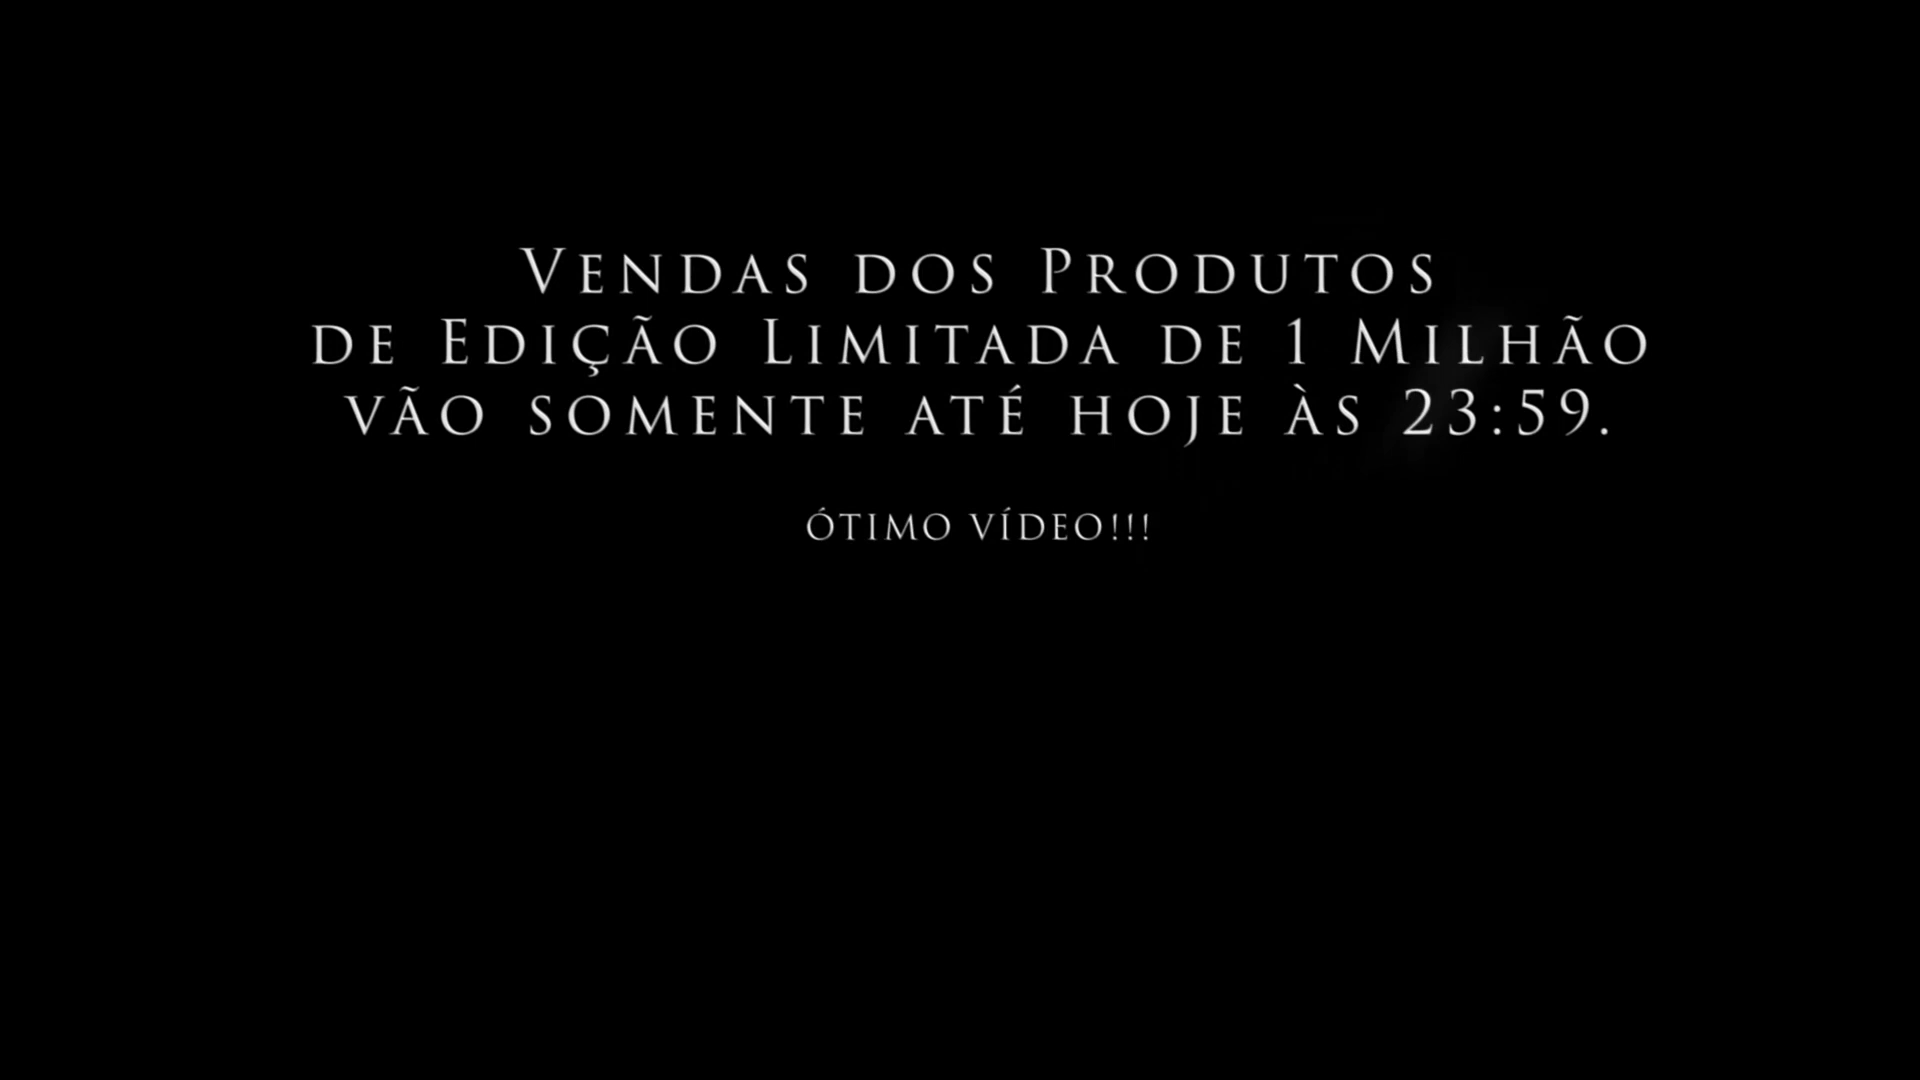 Vendas dos Produtos
de Edição Limitada de 1 Milhão
vão somente até hoje às 23:59.
ÓTIMO VÍDEO!!!